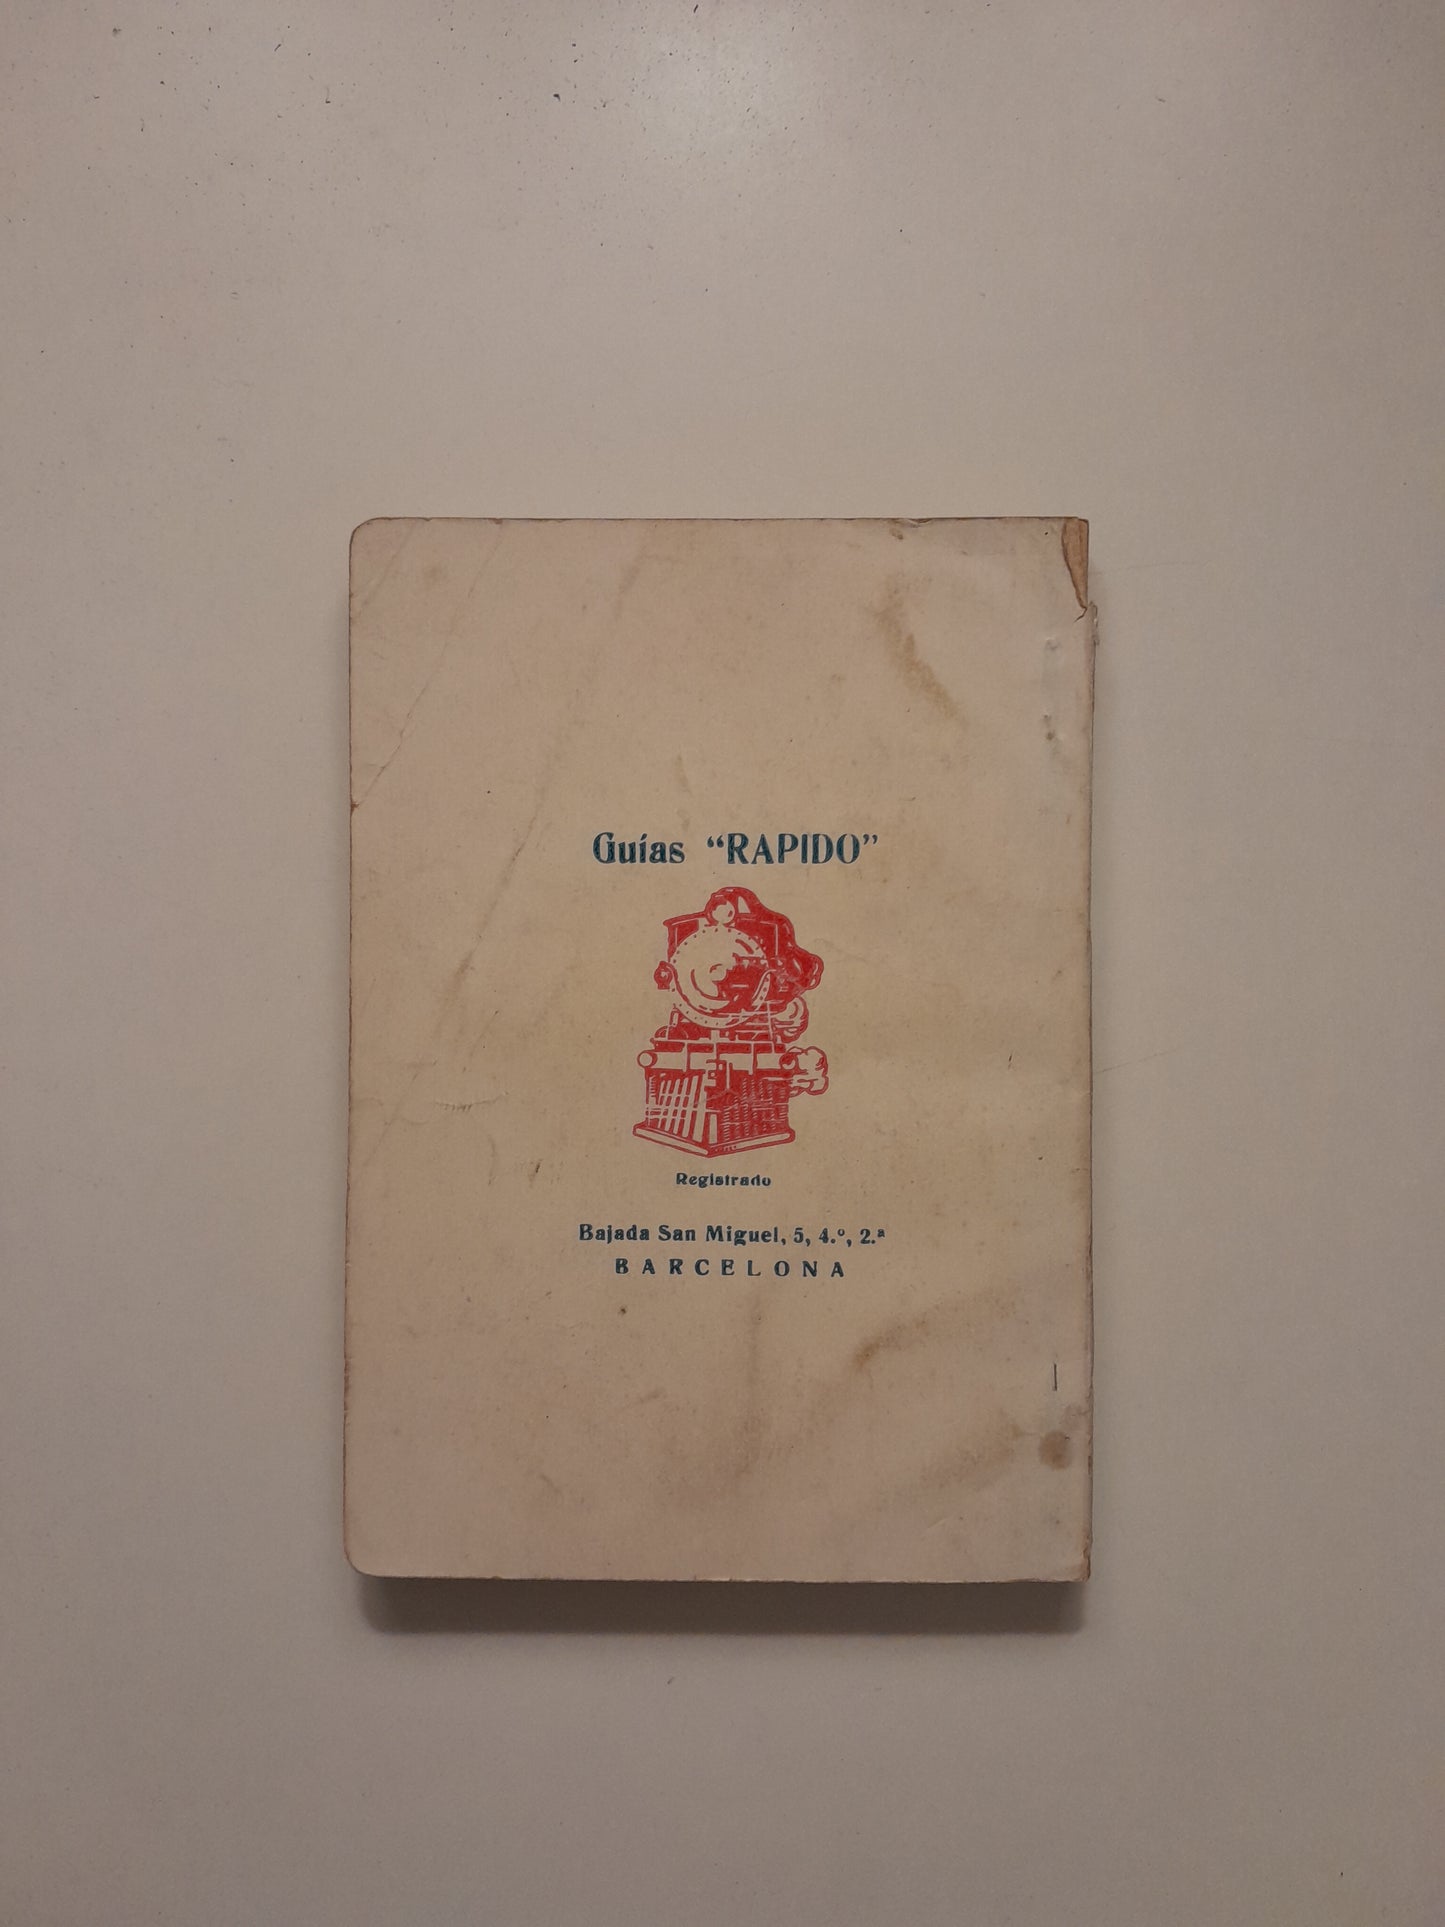 Guías “RAPIDO”
Registrado
Bajada San Miguel, 5, 4.º, 2.ª
BARCELONA